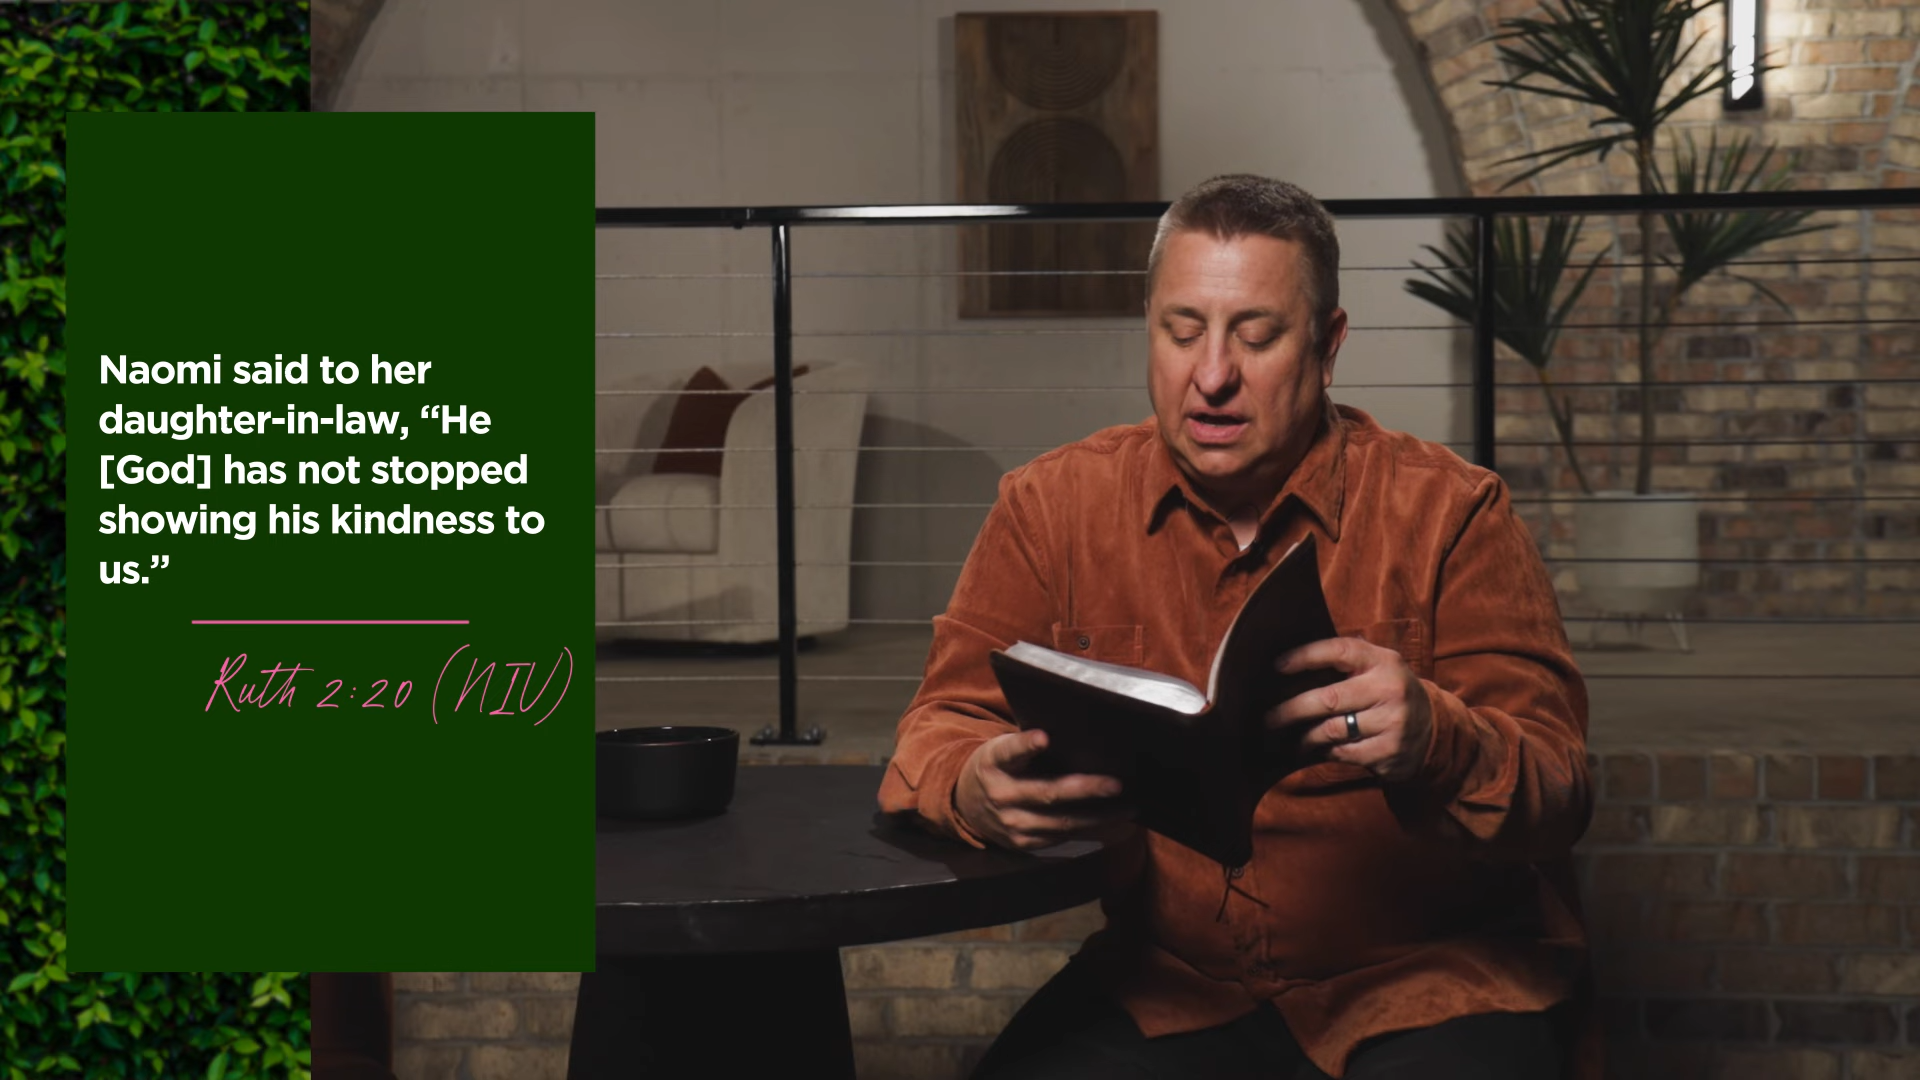 Naomi said to her
daughter-in-law, “He
[God] has not stopped
showing his kindness to
us.”
Ruth 2:20 (NIV)